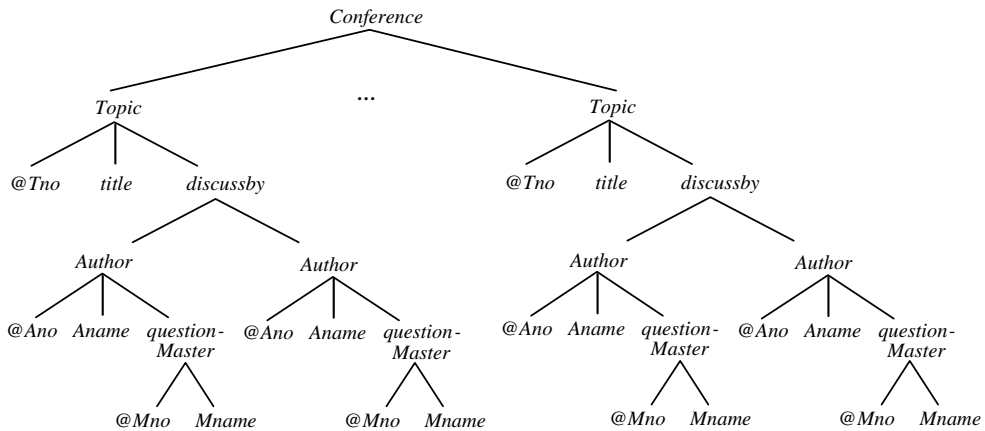 Conference
Topic ... Topic
@Tno title discussby @Tno title discussby
Author Author Author Author
@Ano Aname question- @Ano Aname question- @Ano Aname question- @Ano Aname question-
Master Master Master Master
@Mno Mname @Mno Mname @Mno Mname @Mno Mname